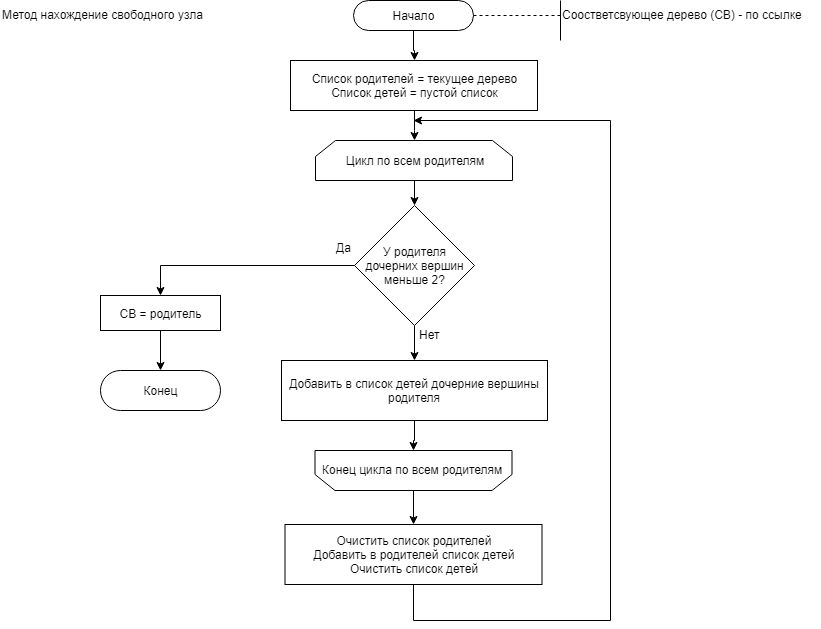 Метод нахождение свободного узла
Начало
Соостветсвующее дерево (СВ) - по ссылке
Список родителей = текущее дерево
Список детей = пустой список
Цикл по всем родителям
Да
У родителя
дочерних вершин
меньше 2?
СВ = родитель
Нет
Конец
Добавить в список детей дочерние вершины
родителя
Конец цикла по всем родителям
Очистить список родителей
Добавить в родителей список детей
Очистить список детей